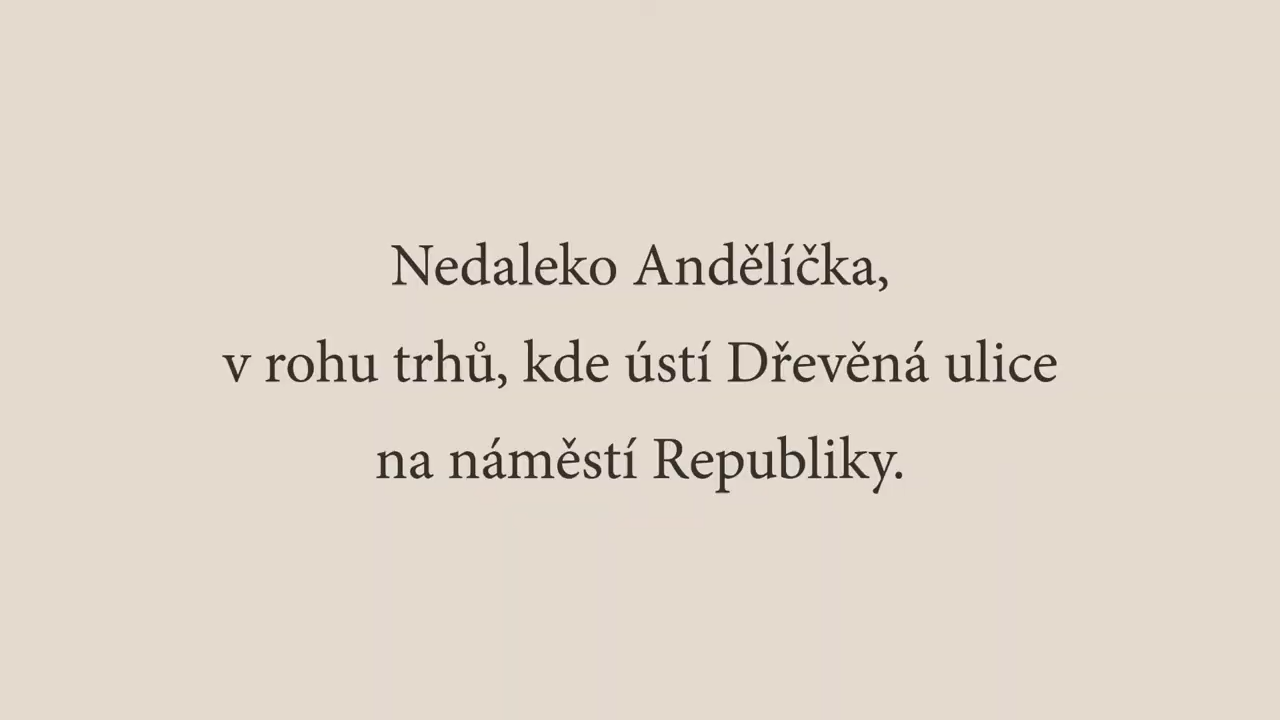 Nedaleko Andělíčka,
v rohu trhů, kde ústí Dřevěná ulice
na náměstí Republiky.